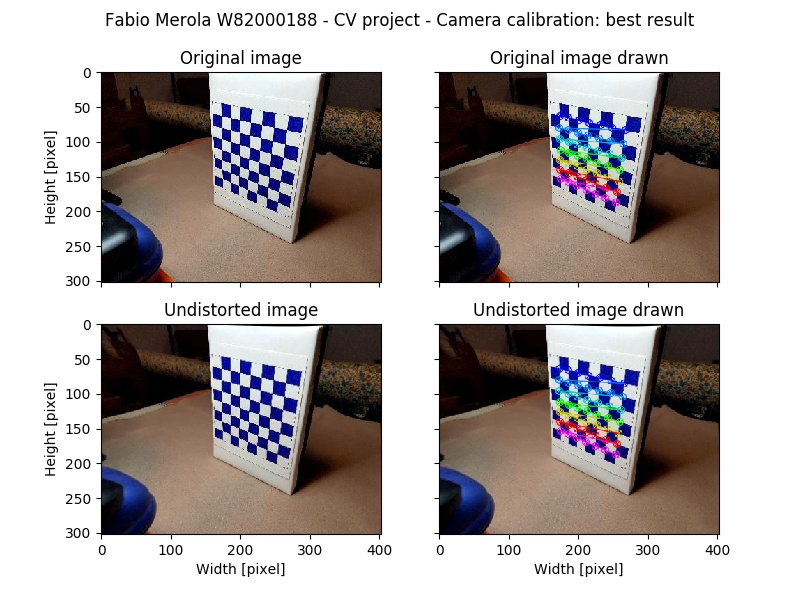 Fabio Merola W82000188 - CV project - Camera calibration: best result
Original image
Original image drawn
0
50
100
150
200
250
300
Height [pixel]
Undistorted image
Undistorted image drawn
0
50
100
150
200
250
300
Height [pixel]
0 100 200 300 400
0 100 200 300 400
Width [pixel]
Width [pixel]